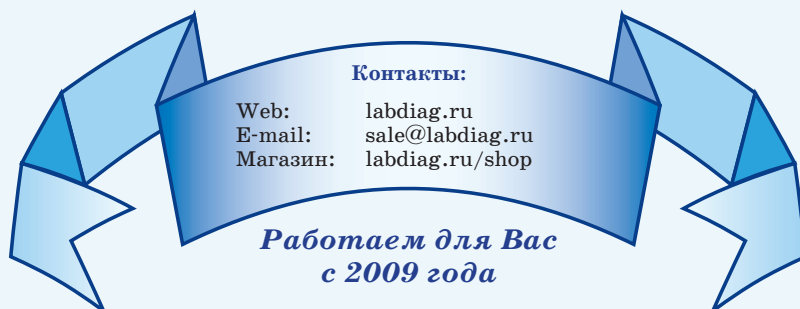 Контакты:
Web: labdiag.ru
E-mail: sale@labdiag.ru
Магазин: labdiag.ru/shop
Работаем для Вас
с 2009 года